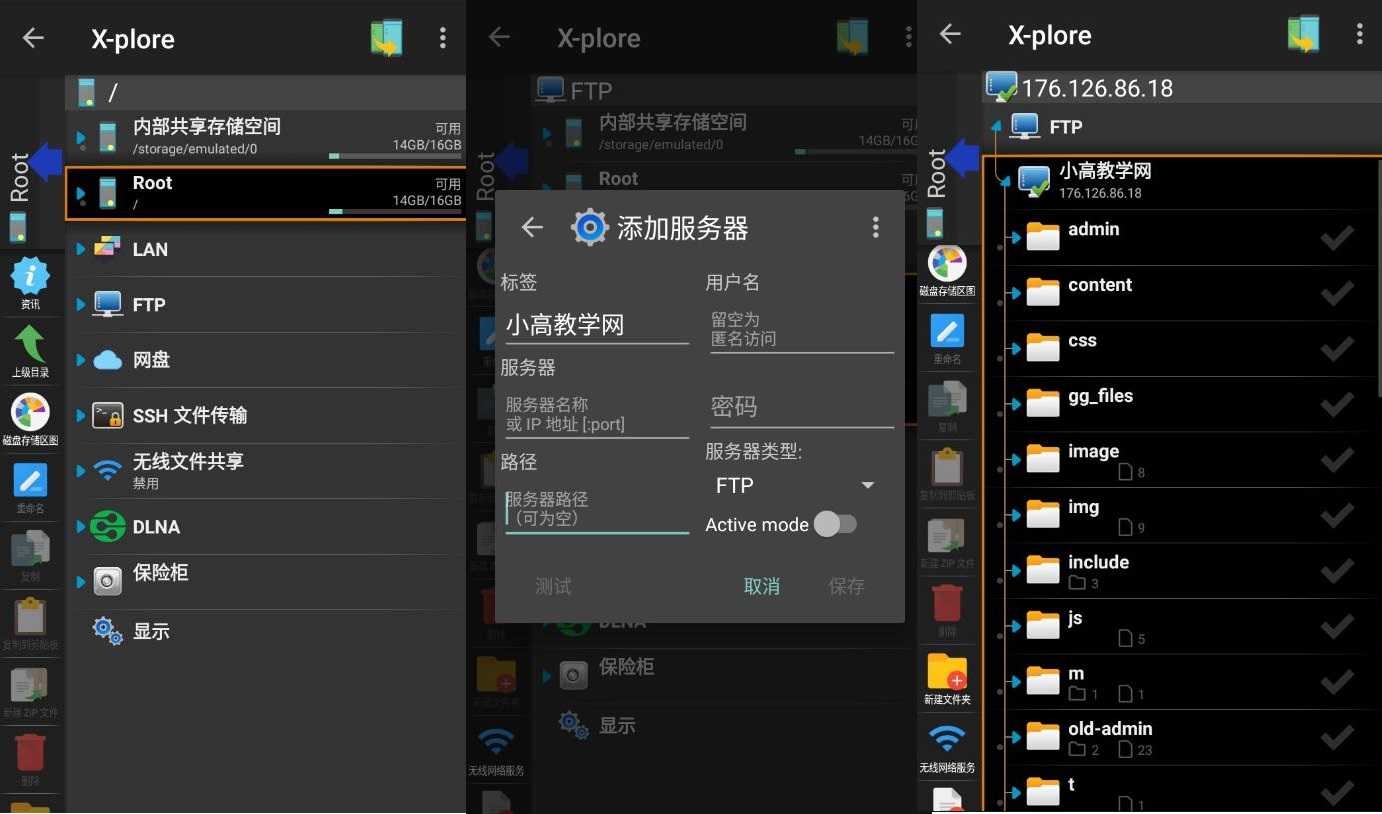 X-plore
/
内部共享存储空间
/storage/emulated/0
可用
14GB/16GB
Root
/
可用
14GB/16GB
LAN
FTP
网盘
SSH 文件传输
无线文件共享
禁用
DLNA
保险柜
显示
Root
资讯
上级目录
磁盘存储区图
重命名
复制
复制到剪贴板
新建 ZIP 文件
删除
X-plore
FTP
内部共享存储空间
/storage/emulated/0
14GB/16GB
Root
Root
添加服务器
标签
小高教学网
服务器
服务器名称
或 IP 地址 [:port]
路径
服务器路径
（可为空）
用户名
留空为
匿名访问
密码
服务器类型:
FTP
Active mode
测试
取消
保存
DLNA
保险柜
显示
无线网络服务
X-plore
176.126.86.18
FTP
小高教学网
176.126.86.18
admin
content
css
gg_files
image
8
img
9
include
3
js
5
m
1
1
old-admin
2
23
t
1
Root
磁盘存储区图
重命名
复制
复制到剪贴板
新建 ZIP 文件
删除
新建文件夹
无线网络服务